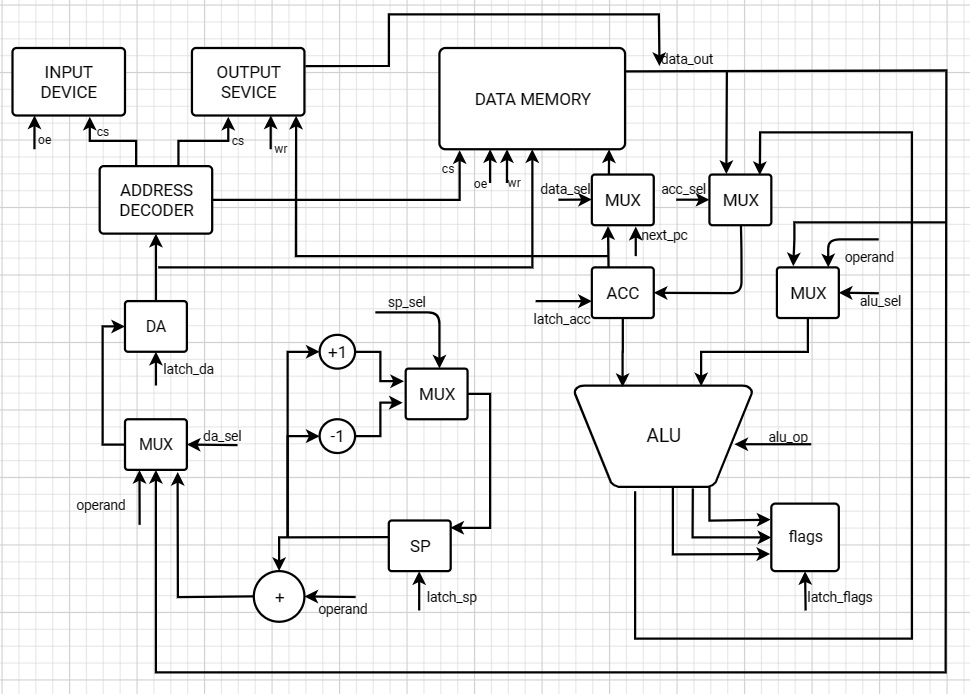 INPUT
DEVICE
OUTPUT
SEVICE
DATA MEMORY
data_out
oe
cs
cs
wr
cs
oe
wr
ADDRESS
DECODER
data_sel
MUX
acc_sel
MUX
next_pc
operand
ACC
MUX
alu_sel
latch_acc
sp_sel
DA
latch_da
+1
MUX
-1
MUX
da_sel
ALU
alu_op
operand
SP
flags
+
operand
latch_sp
latch_flags